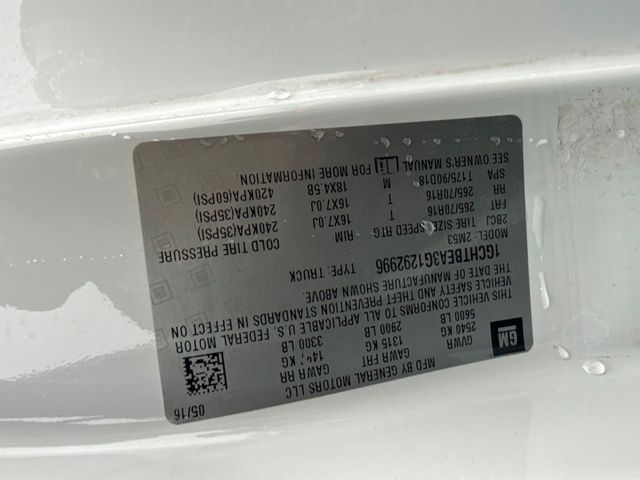 GM
MFD BY GENERAL MOTORS LLC
05/16
GVWR GAWR FRT GAWR RR
2540 KG 1315 KG 1497 KG
5600 LB 2900 LB 3300 LB
THIS VEHICLE CONFORMS TO ALL APPLICABLE U.S. FEDERAL MOTOR
VEHICLE SAFETY AND THEFT PREVENTION STANDARDS IN EFFECT ON
THE DATE OF MANUFACTURE SHOWN ABOVE.
1GCHTBEA3G1292996 TYPE: TRUCK
MODEL: 2M53
2BCJ TIRE SIZE SPEED RTG RIM COLD TIRE PRESSURE
FRT 265/70R16 T 16X7.0J 240KPA(35PSI)
RR 265/70R16 T 16X7.0J 240KPA(35PSI)
SPA T175/90D18 M 18X4.5B 420KPA(60PSI)
SEE OWNER'S MANUAL i FOR MORE INFORMATION.